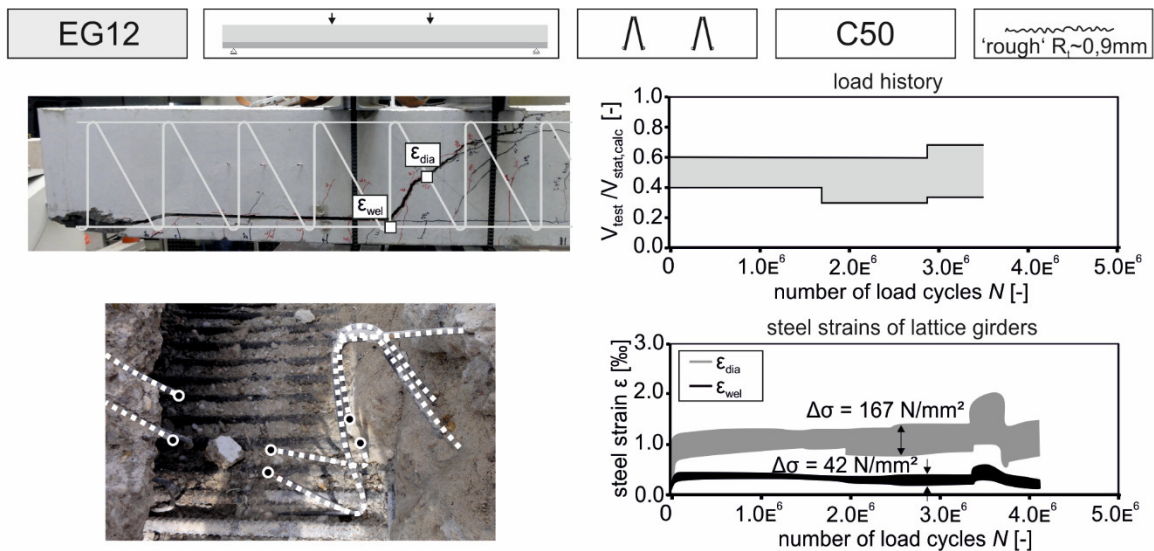 EG12
C50
'rough' Rt~0,9mm
load history
Vtest/Vstat,calc [-]
1.0
0.8
0.6
0.4
0.2
0.0
0
1.0E⁶
2.0E⁶
3.0E⁶
4.0E⁶
5.0E⁶
number of load cycles N [-]
εdia
εwel
steel strains of lattice girders
steel strain ε [‰]
3.0
2.0
1.0
0.0
εdia
εwel
Δσ = 167 N/mm²
Δσ = 42 N/mm²
0
1.0E⁶
2.0E⁶
3.0E⁶
4.0E⁶
5.0E⁶
number of load cycles N [-]